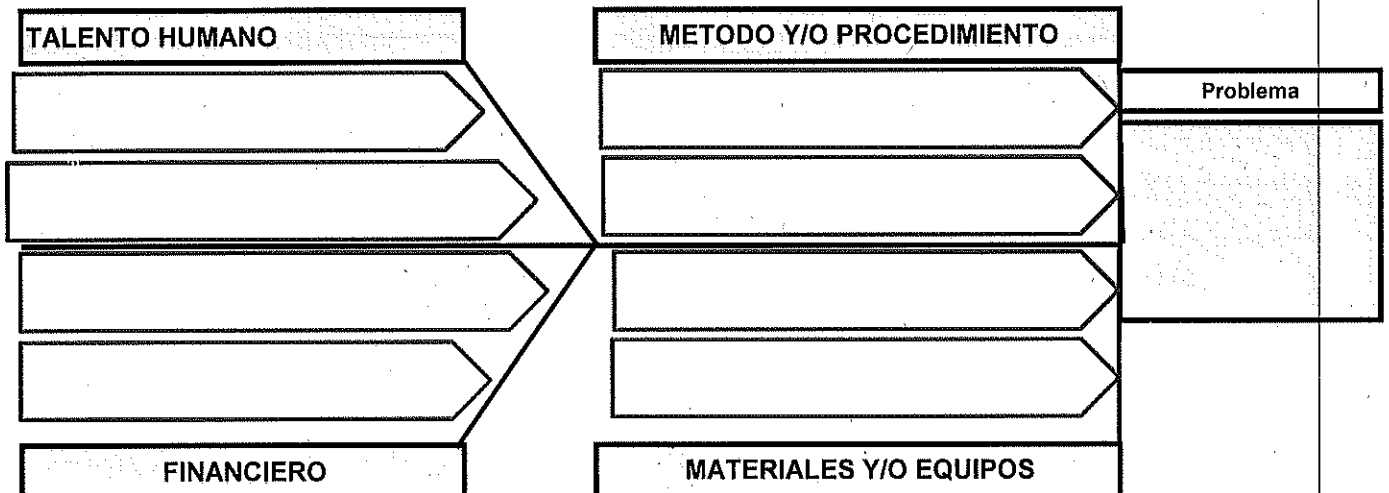 TALENTO HUMANO
METODO Y/O PROCEDIMIENTO
Problema
FINANCIERO
MATERIALES Y/O EQUIPOS